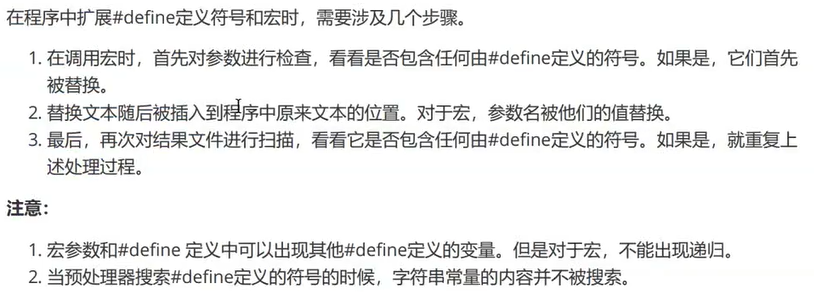 在程序中扩展#define定义符号和宏时，需要涉及几个步骤。
1. 在调用宏时，首先对参数进行检查，看看是否包含任何由#define定义的符号。如果是，它们首先
被替换。
2. 替换文本随后被插入到程序中原来文本的位置。对于宏，参数名被他们的值替换。
3. 最后，再次对结果文件进行扫描，看看它是否包含任何由#define定义的符号。如果是，就重复上
述处理过程。
注意：
1. 宏参数和#define 定义中可以出现其他#define定义的变量。但是对于宏，不能出现递归。
2. 当预处理器搜索#define定义的符号的时候，字符串常量的内容并不被搜索。